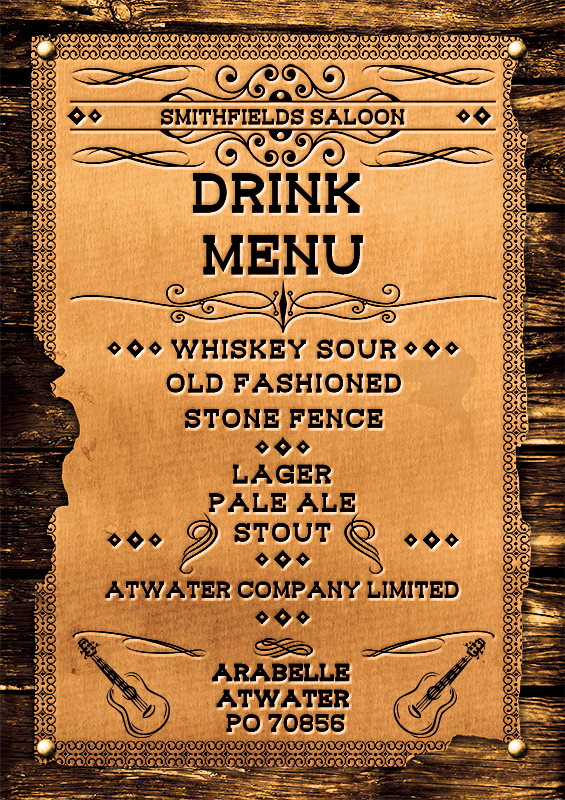 SMITHFIELDS SALOON
DRINK
MENU
WHISKEY SOUR
OLD FASHIONED
STONE FENCE
LAGER
PALE ALE
STOUT
ATWATER COMPANY LIMITED
ARABELLE
ATWATER
PO 70856